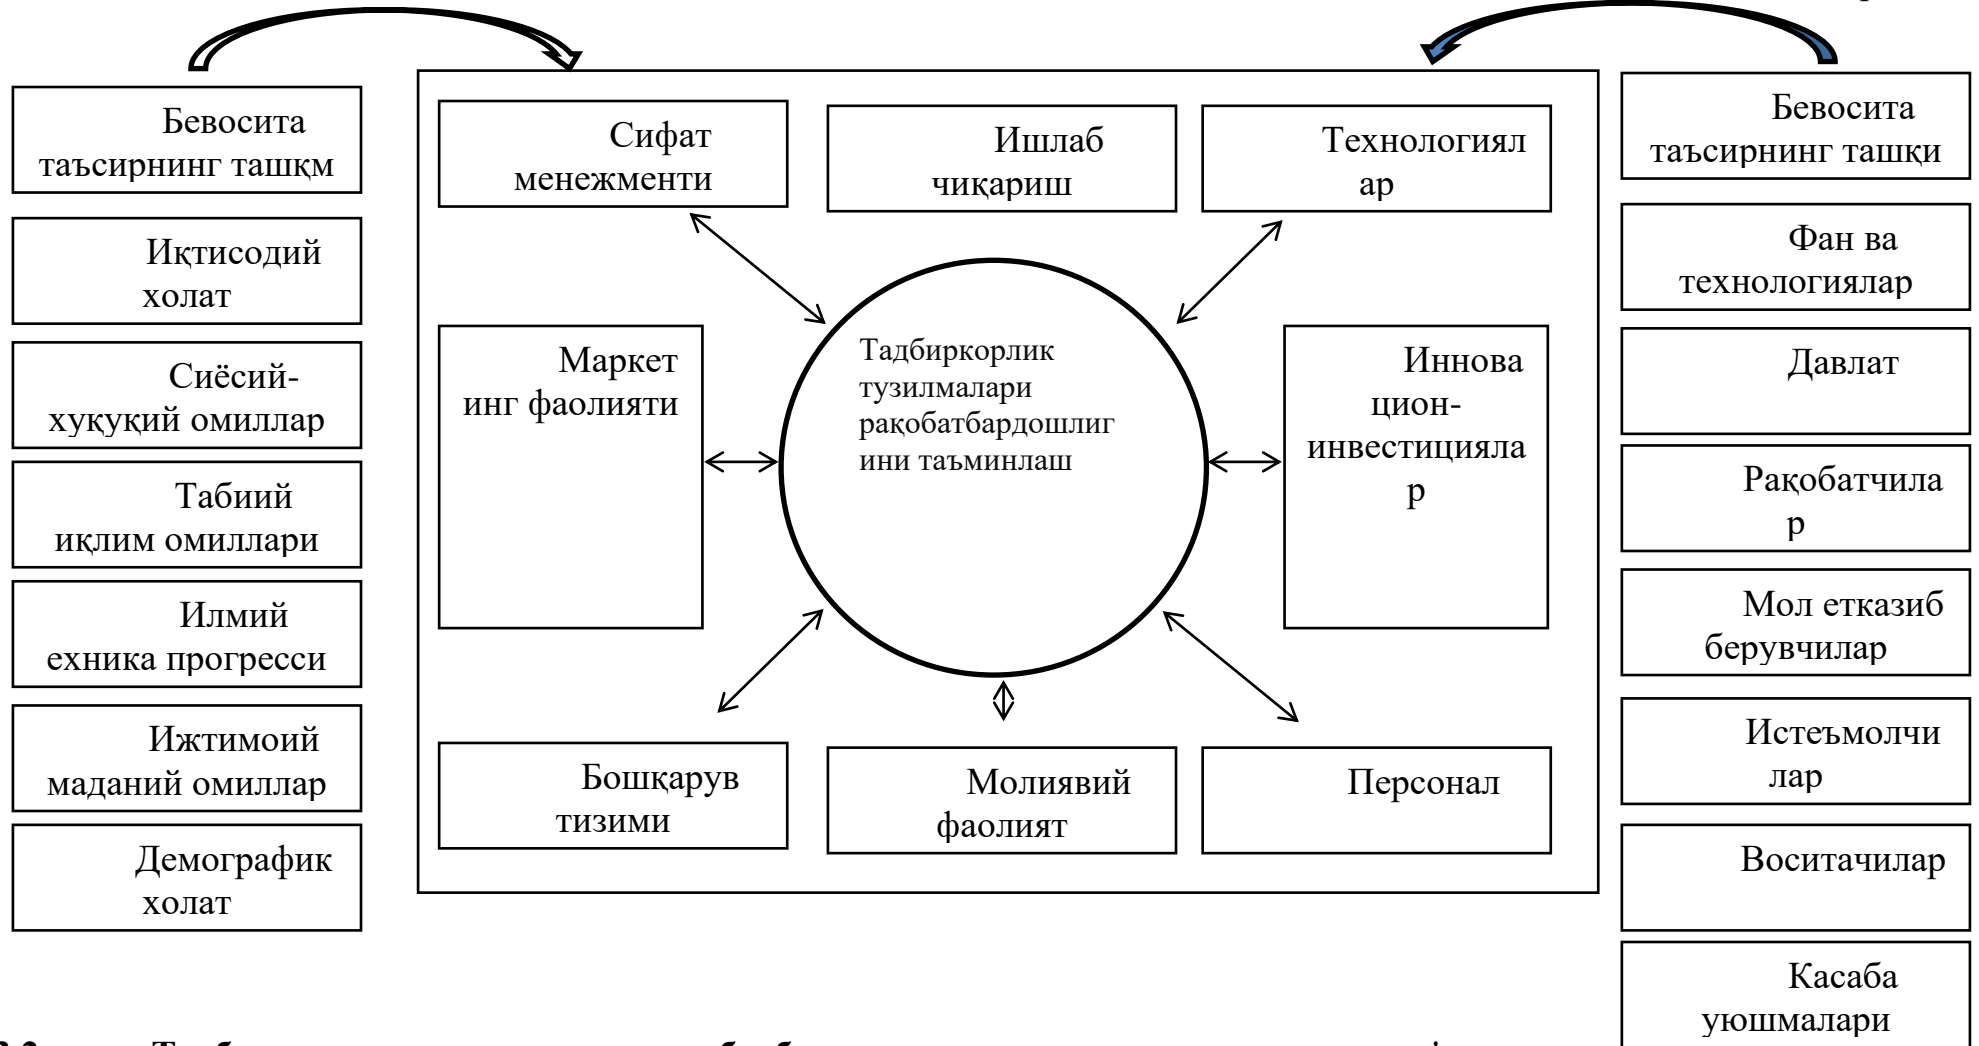 Бевосита
таъсирнинг ташқм
Иқтисодий
холат
Сиёсий-
хуқуқий омиллар
Табиий
иқлим омиллари
Илмий
ехника прогресси
Ижтимоий
маданий омиллар
Демографик
холат
Сифат
менежменти
Ишлаб
чиқариш
Технологиял
ар
Маркет
инг фаолияти
Тадбиркорлик
тузилмалари
рақобатбардошлиг
ини таъминлаш
Иннова
цион-
инвестицияла
р
Бошқарув
тизими
Молиявий
фаолият
Персонал
Бевосита
таъсирнинг ташқи
Фан ва
технологиялар
Давлат
Рақобатчила
р
Мол етказиб
берувчилар
Истеъмолчи
лар
Воситачилар
Касаба
уюшмалари